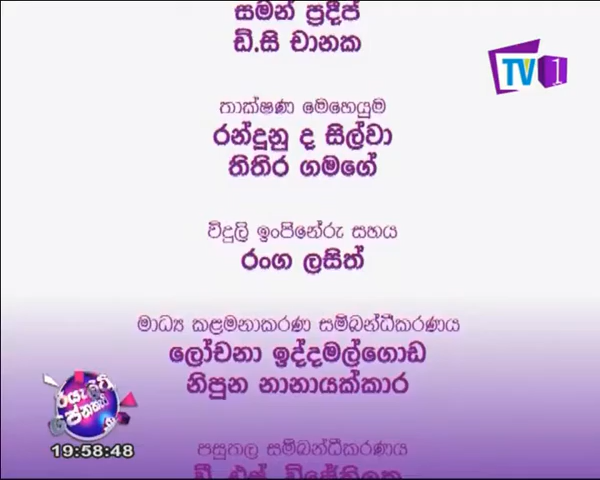 සමන් ප්‍රදීප්
ඩී.සී චානක
TV1
තාක්ෂණ මෙහෙයුම
රන්දූනු ද සිල්වා
තිතිර ගමගේ
විදුලි ඉංජිනේරු සහය
රංග ලසිත්
මාධ්‍ය කළමනාකරණ සම්බන්ධීකරණය
ලෝචනා ඉද්දමල්ගොඩ
නිපුන නානායක්කාර
19:58:48
පසුතල සම්බන්ධීකරණය